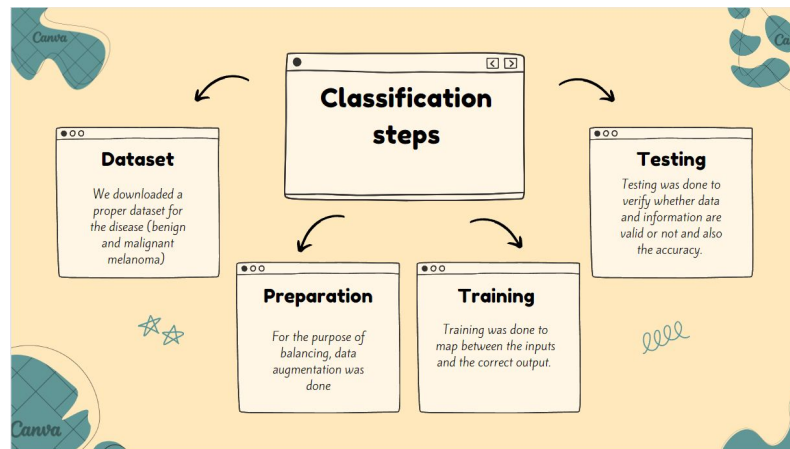 Canva
Ca
Classification
steps
Dataset
We downloaded a
proper dataset for
the disease (benign
and malignant
melanoma)
Testing
Testing was done to
verify whether data
and information are
valid or not and also
the accuracy.
Preparation
For the purpose of
balancing, data
augmentation was
done
Training
Training was done to
map between the inputs
and the correct output.
Canva